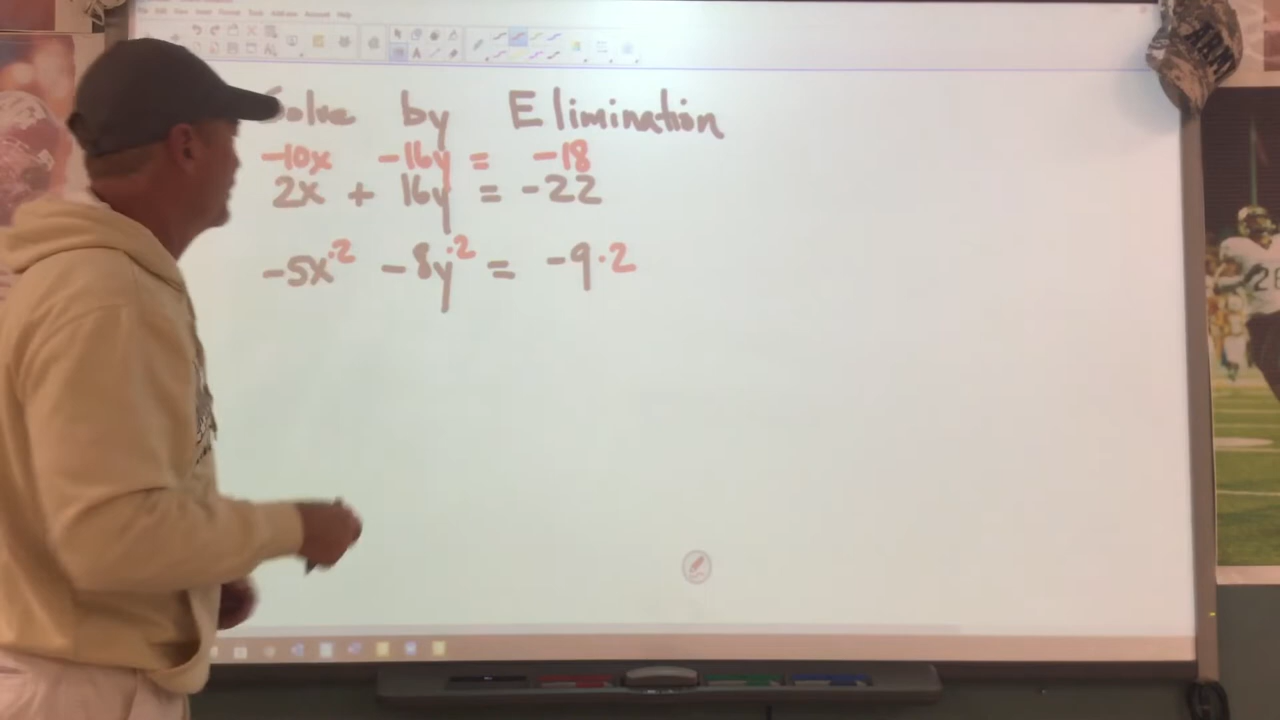 Solve by Elimination
-10x -16y = -18
2x + 16y = -22
-5x·2 -8y·2 = -9·2